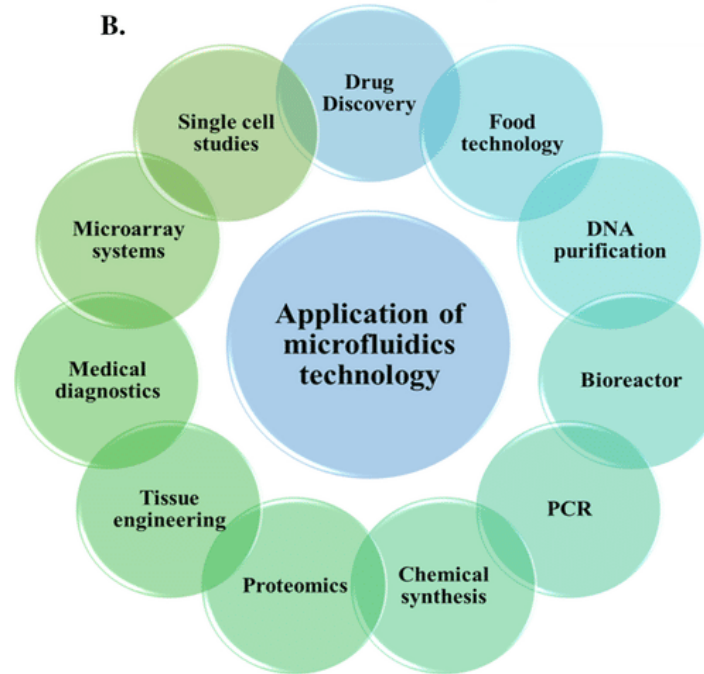 B.
Drug
Discovery
Food
technology
DNA
purification
Bioreactor
PCR
Chemical
synthesis
Proteomics
Tissue
engineering
Medical
diagnostics
Microarray
systems
Single cell
studies
Application of
microfluidics
technology